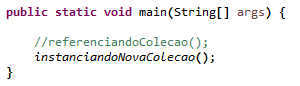 public static void main(String[] args) {
//referenciandoColecao();
instanciandoNovaColecao();
}